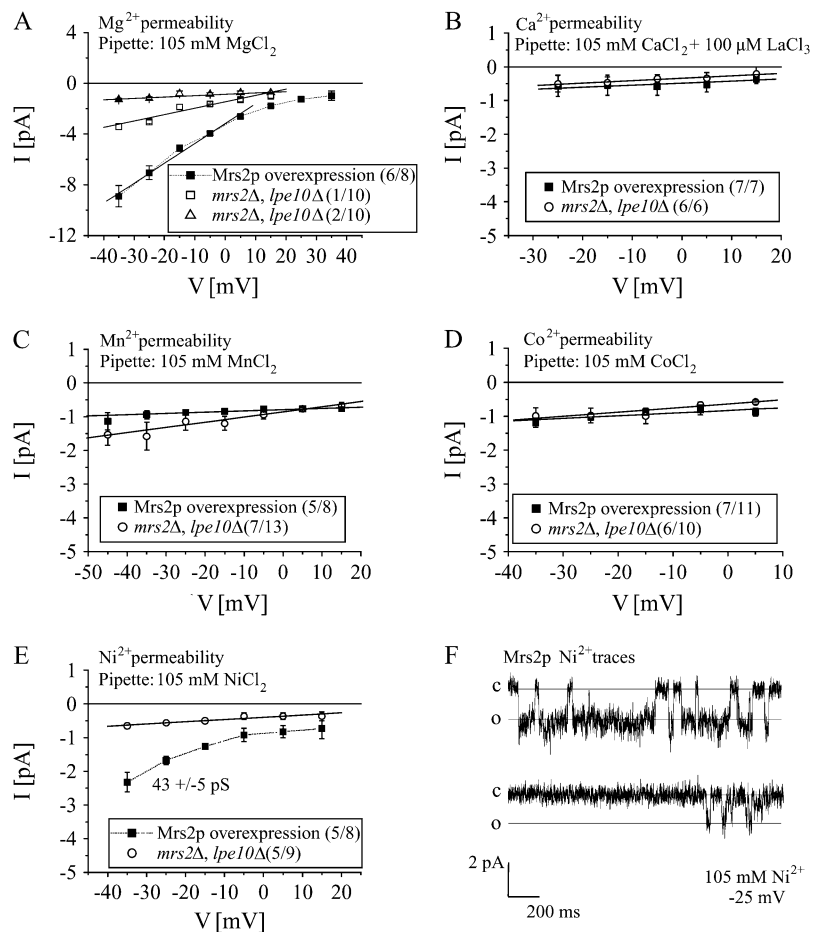 A
Mg2+ permeability
Pipette: 105 mM MgCl2
I [pA]
4
0
-4
-8
-12
Mrs2p overexpression (6/8)
mrs2Δ, lpe10Δ (1/10)
mrs2Δ, lpe10Δ (2/10)
-40 -30 -20 -10 0 10 20 30 40
V [mV]
B
Ca2+ permeability
Pipette: 105 mM CaCl2 + 100 µM LaCl3
I [pA]
1
0
-1
-2
-3
-4
-5
Mrs2p overexpression (7/7)
mrs2Δ, lpe10Δ (6/6)
-30 -20 -10 0 10 20
V [mV]
C
Mn2+ permeability
Pipette: 105 mM MnCl2
I [pA]
1
0
-1
-2
-3
-4
-5
Mrs2p overexpression (5/8)
mrs2Δ, lpe10Δ(7/13)
-50 -40 -30 -20 -10 0 10 20
V [mV]
D
Co2+ permeability
Pipette: 105 mM CoCl2
I [pA]
1
0
-1
-2
-3
-4
-5
Mrs2p overexpression (7/11)
mrs2Δ, lpe10Δ(6/10)
-40 -30 -20 -10 0 10
V [mV]
E
Ni2+ permeability
Pipette: 105 mM NiCl2
I [pA]
1
0
-1
-2
-3
-4
-5
43 +/-5 pS
Mrs2p overexpression (5/8)
mrs2Δ, lpe10Δ(5/9)
-40 -30 -20 -10 0 10 20
V [mV]
F
Mrs2p Ni2+ traces
c
o
c
o
2 pA
200 ms
105 mM Ni2+
-25 mV